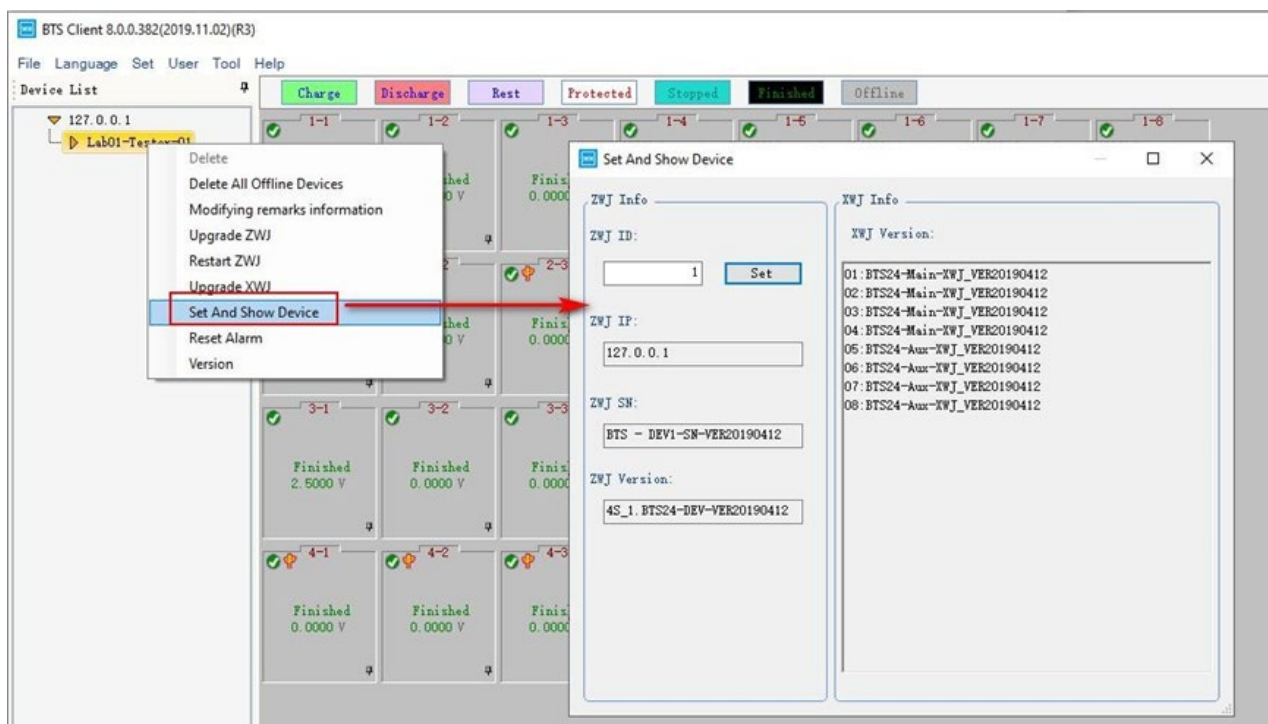 BTS Client 8.0.0.382(2019.11.02)(R3)
File Language Set User Tool Help
Device List
Charge Discharge Rest Protected Stopped Finished Offline
127.0.0.1
Lab01-Tester-01
1-1 1-2 1-3 1-4 1-5 1-6 1-7 1-8
Delete
Delete All Offline Devices
Modifying remarks information
Upgrade ZWJ
Restart ZWJ
Upgrade XWJ
Set And Show Device
Reset Alarm
Version
2-3
3-1 3-2 3-3
Finished Finished
2.5000 V 0.0000 V 0.0000
4-1 4-2 4-3
Finished Finished
0.0000 V 0.0000 V 0.0000
Set And Show Device
ZWJ Info
ZWJ ID:
1 Set
ZWJ IP:
127.0.0.1
ZWJ SN:
BTS - DEV1-SN-VER20190412
ZWJ Version:
4S_1.BTS24-DEV-VER20190412
XWJ Info
XWJ Version:
01:BTS24-Main-XWJ_VER20190412
02:BTS24-Main-XWJ_VER20190412
03:BTS24-Main-XWJ_VER20190412
04:BTS24-Main-XWJ_VER20190412
05:BTS24-Aux-XWJ_VER20190412
06:BTS24-Aux-XWJ_VER20190412
07:BTS24-Aux-XWJ_VER20190412
08:BTS24-Aux-XWJ_VER20190412